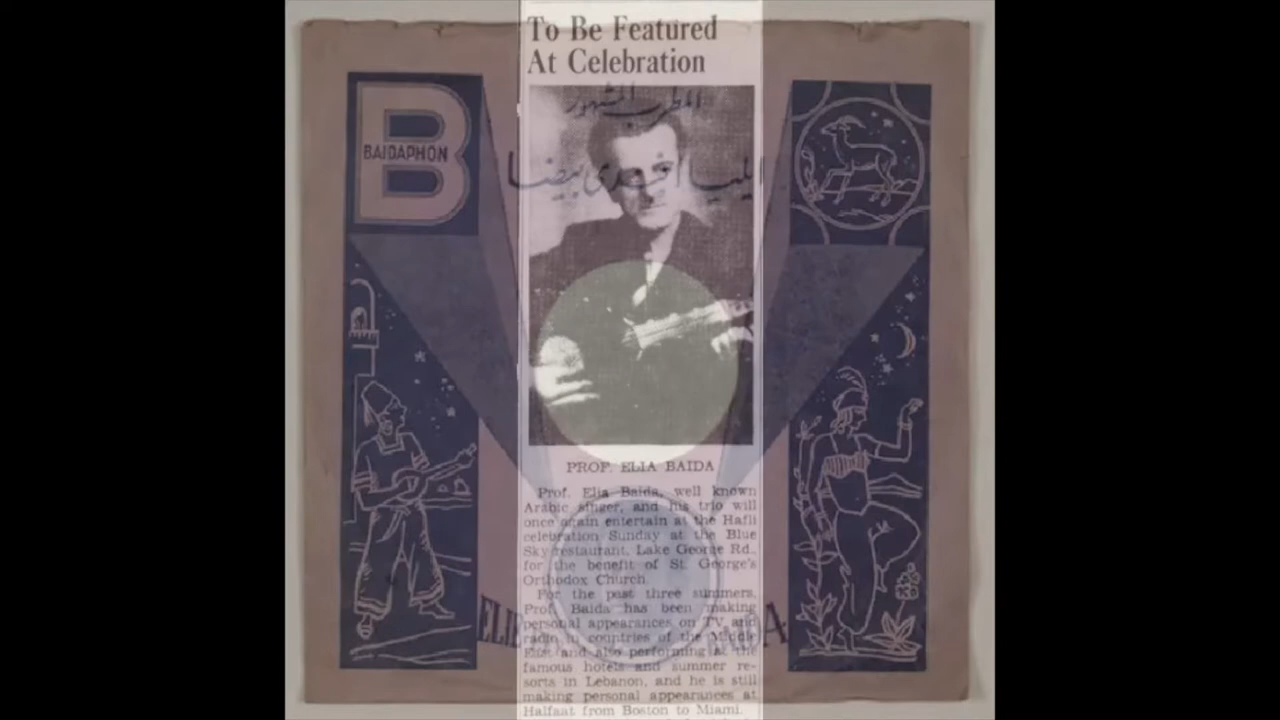 To Be Featured
At Celebration
المطرب المشهور
ايليا افندي بيضا
BAIDAPHON
B
PROF. ELIA BAIDA
Prof. Elia Baida, well known
Arabic singer, and his trio will
once again entertain at the Hafli
celebration Sunday at the Blue
Sky restaurant, Lake George Rd.,
for the benefit of St. George's
Orthodox Church.
For the past three summers,
Prof. Baida has been making
personal appearances on TV and
radio in countries of the Middle
East and also performing at the
famous hotels and summer re-
sorts in Lebanon, and he is still
making personal appearances at
Halfaat from Boston to Miami.